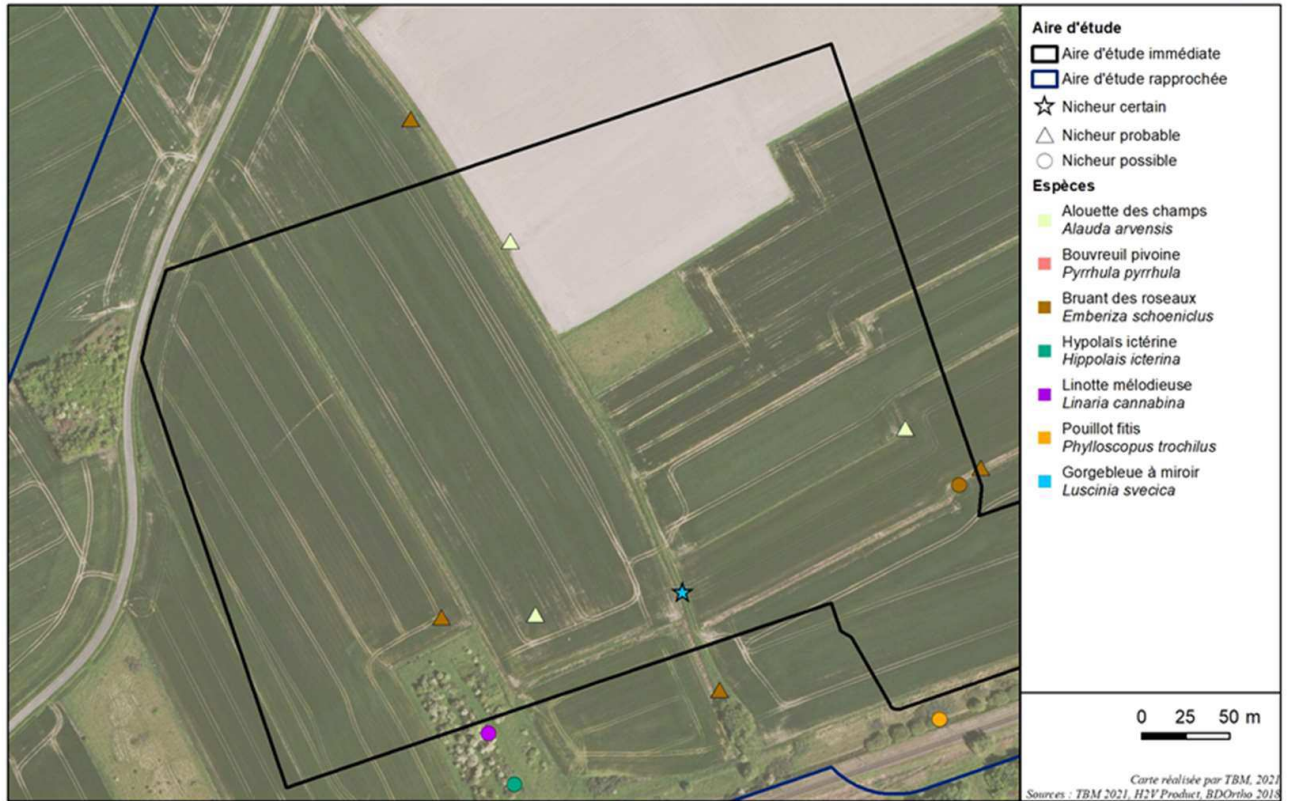 Aire d'étude
Aire d'étude immédiate
Aire d'étude rapprochée
Nicheur certain
Nicheur probable
Nicheur possible
Espèces
Alouette des champs
Alauda arvensis
Bouvreuil pivoine
Pyrrhula pyrrhula
Bruant des roseaux
Emberiza schoeniclus
Hypolaïs ictérine
Hippolais icterina
Linotte mélodieuse
Linaria cannabina
Pouillot fitis
Phylloscopus trochilus
Gorgebleue à miroir
Luscinia svecica
0 25 50 m
Carte réalisée par TBM, 2021
Sources : TBM 2021, H2V Product, BDOrtho 2018